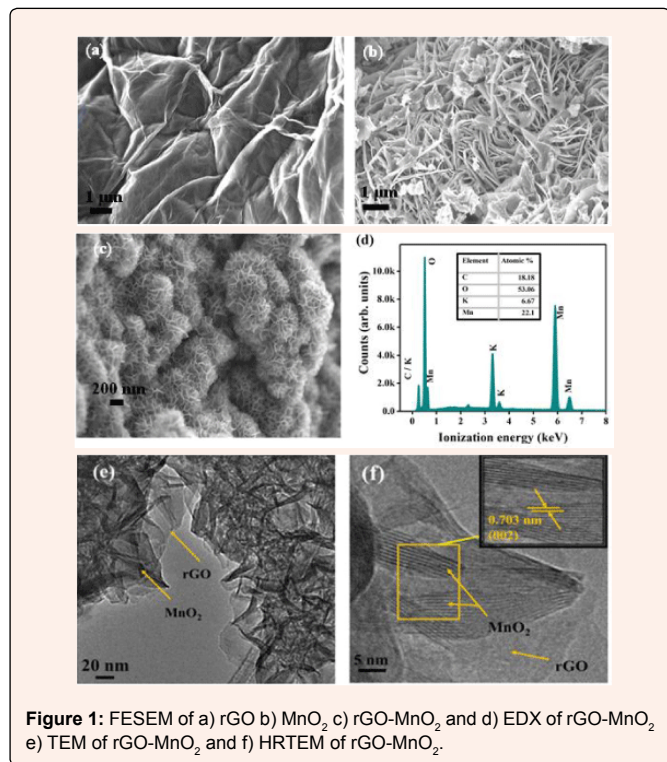 (a)
1 μm
(b)
1 μm
(c)
200 nm
(d)
Counts (arb. units)
10.0k
8.0k
6.0k
4.0k
2.0k
0.0
C / K
O
Mn
K
K
Mn
Mn
Element Atomic %
C 18.18
O 53.06
K 6.67
Mn 22.1
0 1 2 3 4 5 6 7 8
Ionization energy (keV)
(e)
rGO
MnO₂
20 nm
(f)
0.703 nm
(002)
MnO₂
rGO
5 nm
Figure 1: FESEM of a) rGO b) MnO₂ c) rGO-MnO₂ and d) EDX of rGO-MnO₂
e) TEM of rGO-MnO₂ and f) HRTEM of rGO-MnO₂.